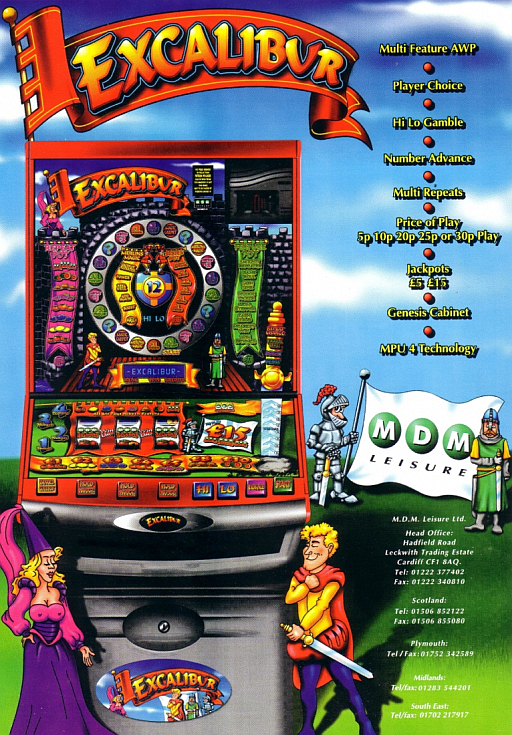 EXCALIBUR
Multi Feature AWP
Player Choice
Hi Lo Gamble
Number Advance
Multi Repeats
Price of Play
5p 10p 20p 25p or 30p Play
Jackpots
£5 £15
Genesis Cabinet
MPU 4 Technology
EXCALIBUR
12
HI LO
-EXCALIBUR-
£15
HI LO
EXCALIBUR
EXCALIBUR
MDM
LEISURE
M.D.M. Leisure Ltd.
Head Office:
Hadfield Road
Leckwith Trading Estate
Cardiff CF1 8AQ.
Tel: 01222 377402
Fax: 01222 340810
Scotland:
Tel: 01506 852122
Fax: 01506 855080
Plymouth:
Tel/Fax:01752 342589
Midlands:
Tel/fax:01283 544201
South East:
Tel/fax: 01702 217917